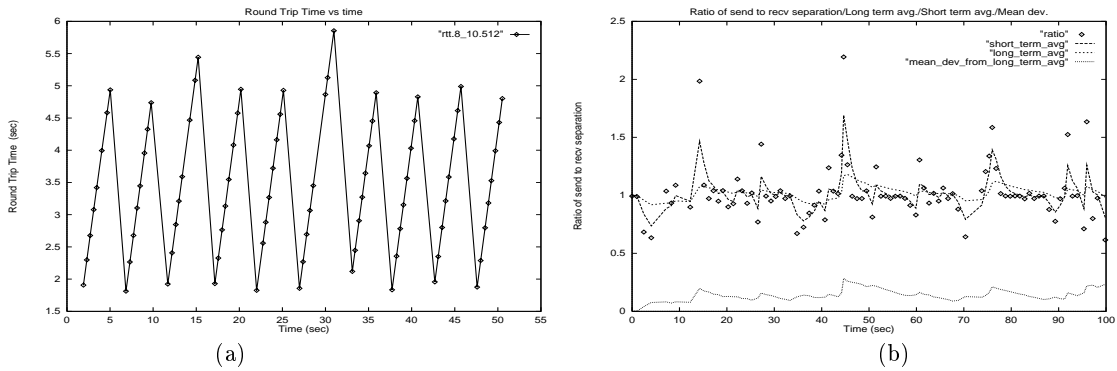 Round Trip Time vs time
"rtt.8_10.512"
Round Trip Time (sec)
6
5.5
5
4.5
4
3.5
3
2.5
2
1.5
0 5 10 15 20 25 30 35 40 45 50 55
Time (sec)
(a)
Ratio of send to recv separation/Long term avg./Short term avg./Mean dev.
"ratio"
"short_term_avg"
"long_term_avg"
"mean_dev_from_long_term_avg"
Ratio of send to recv separation
2.5
2
1.5
1
0.5
0
0 10 20 30 40 50 60 70 80 90 100
Time (sec)
(b)